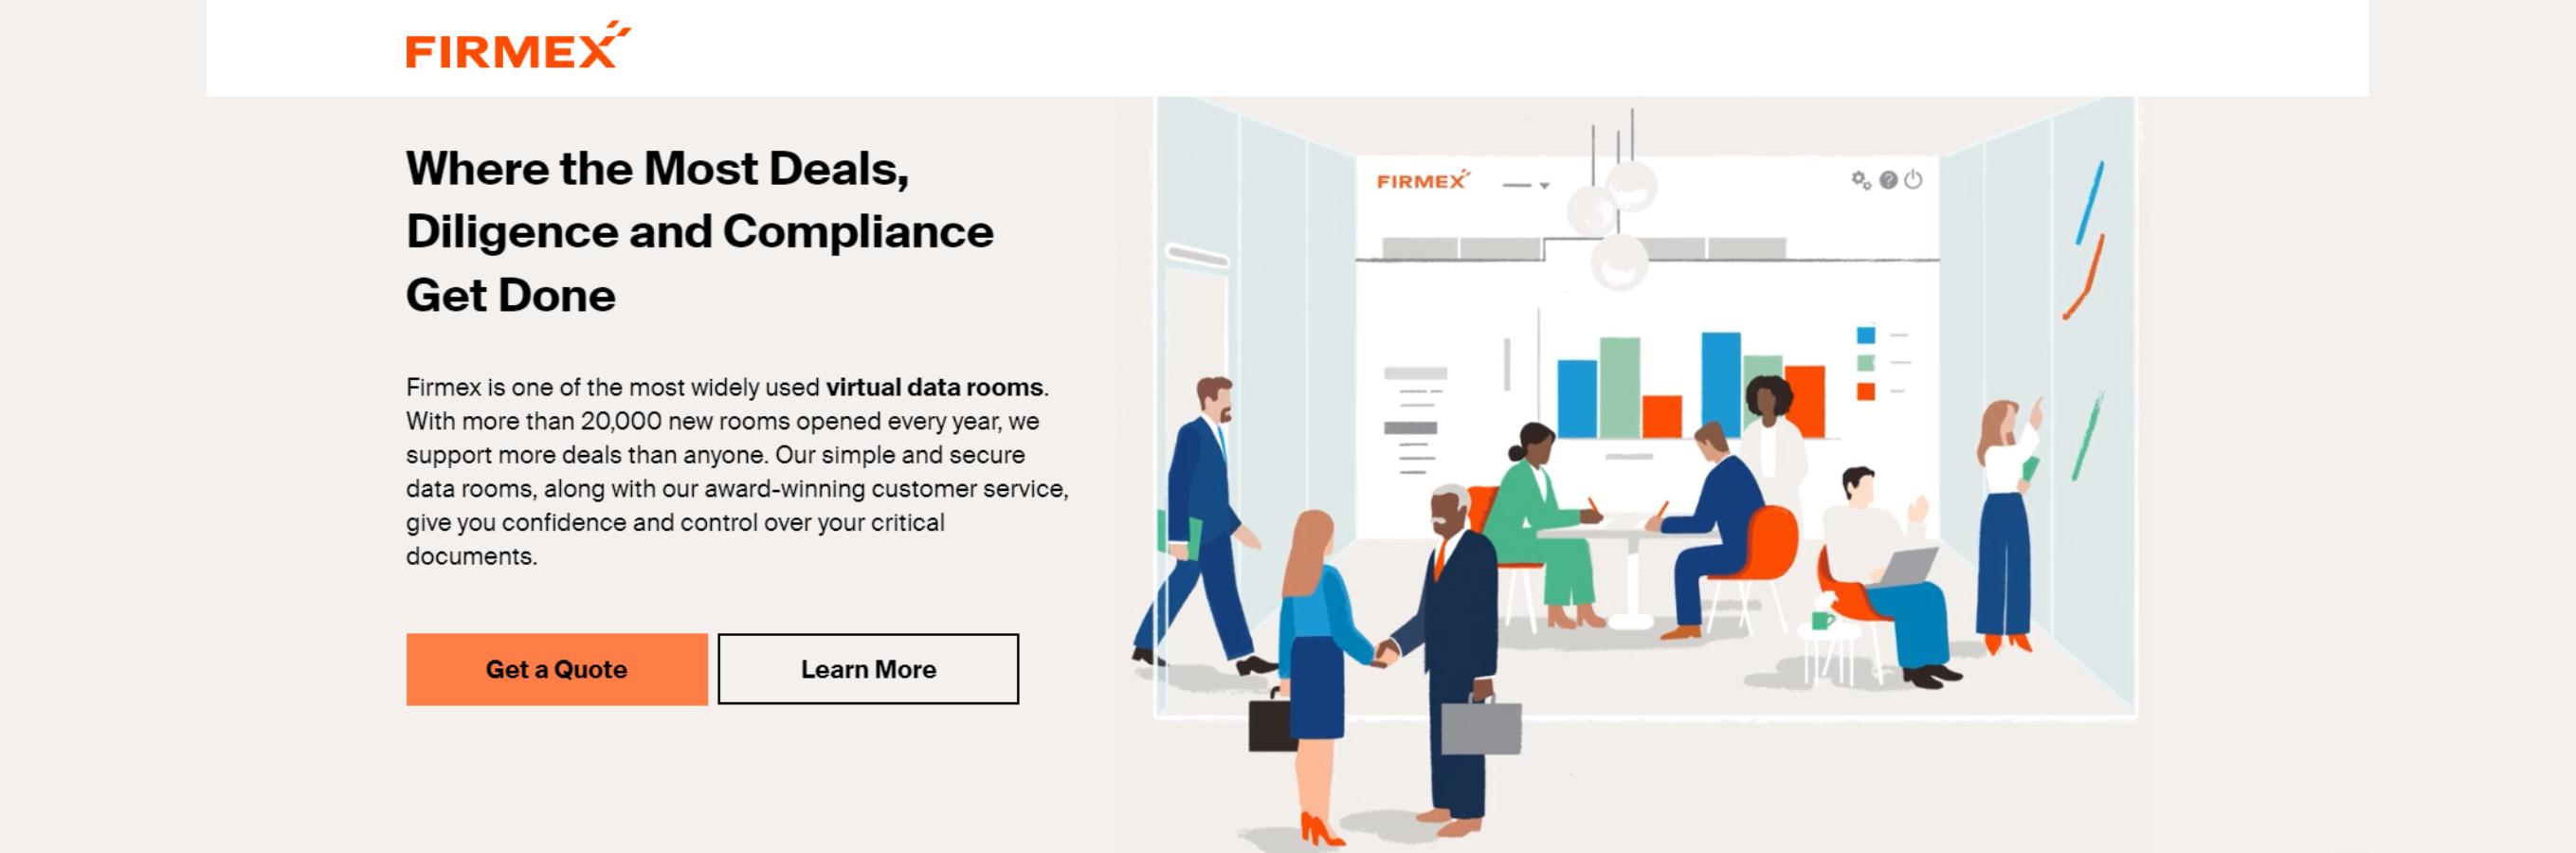 FIRMEX
Where the Most Deals,
Diligence and Compliance
Get Done
Firmex is one of the most widely used virtual data rooms.
With more than 20,000 new rooms opened every year, we
support more deals than anyone. Our simple and secure
data rooms, along with our award-winning customer service,
give you confidence and control over your critical
documents.
Get a Quote
Learn More
FIRMEX
?